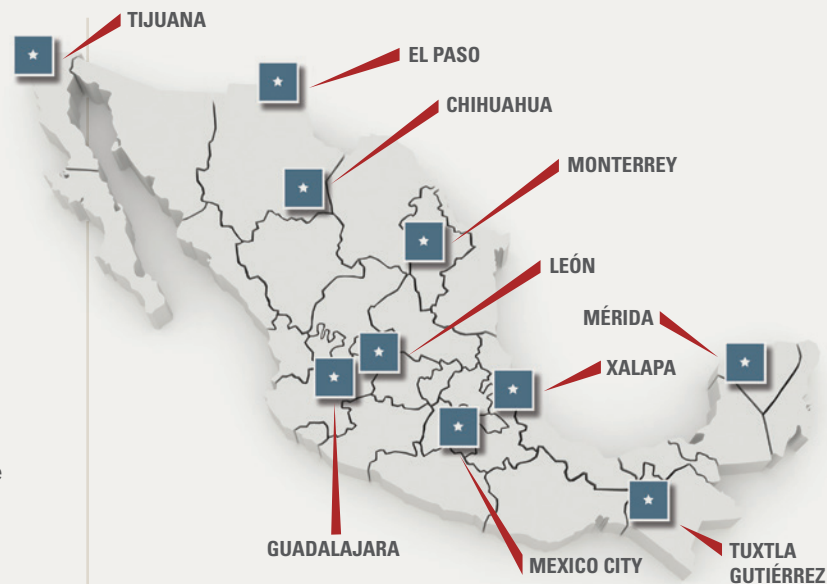 TIJUANA
EL PASO
CHIHUAHUA
MONTERREY
LEÓN
MÉRIDA
XALAPA
e
GUADALAJARA
MEXICO CITY
TUXTLA
GUTIÉRREZ